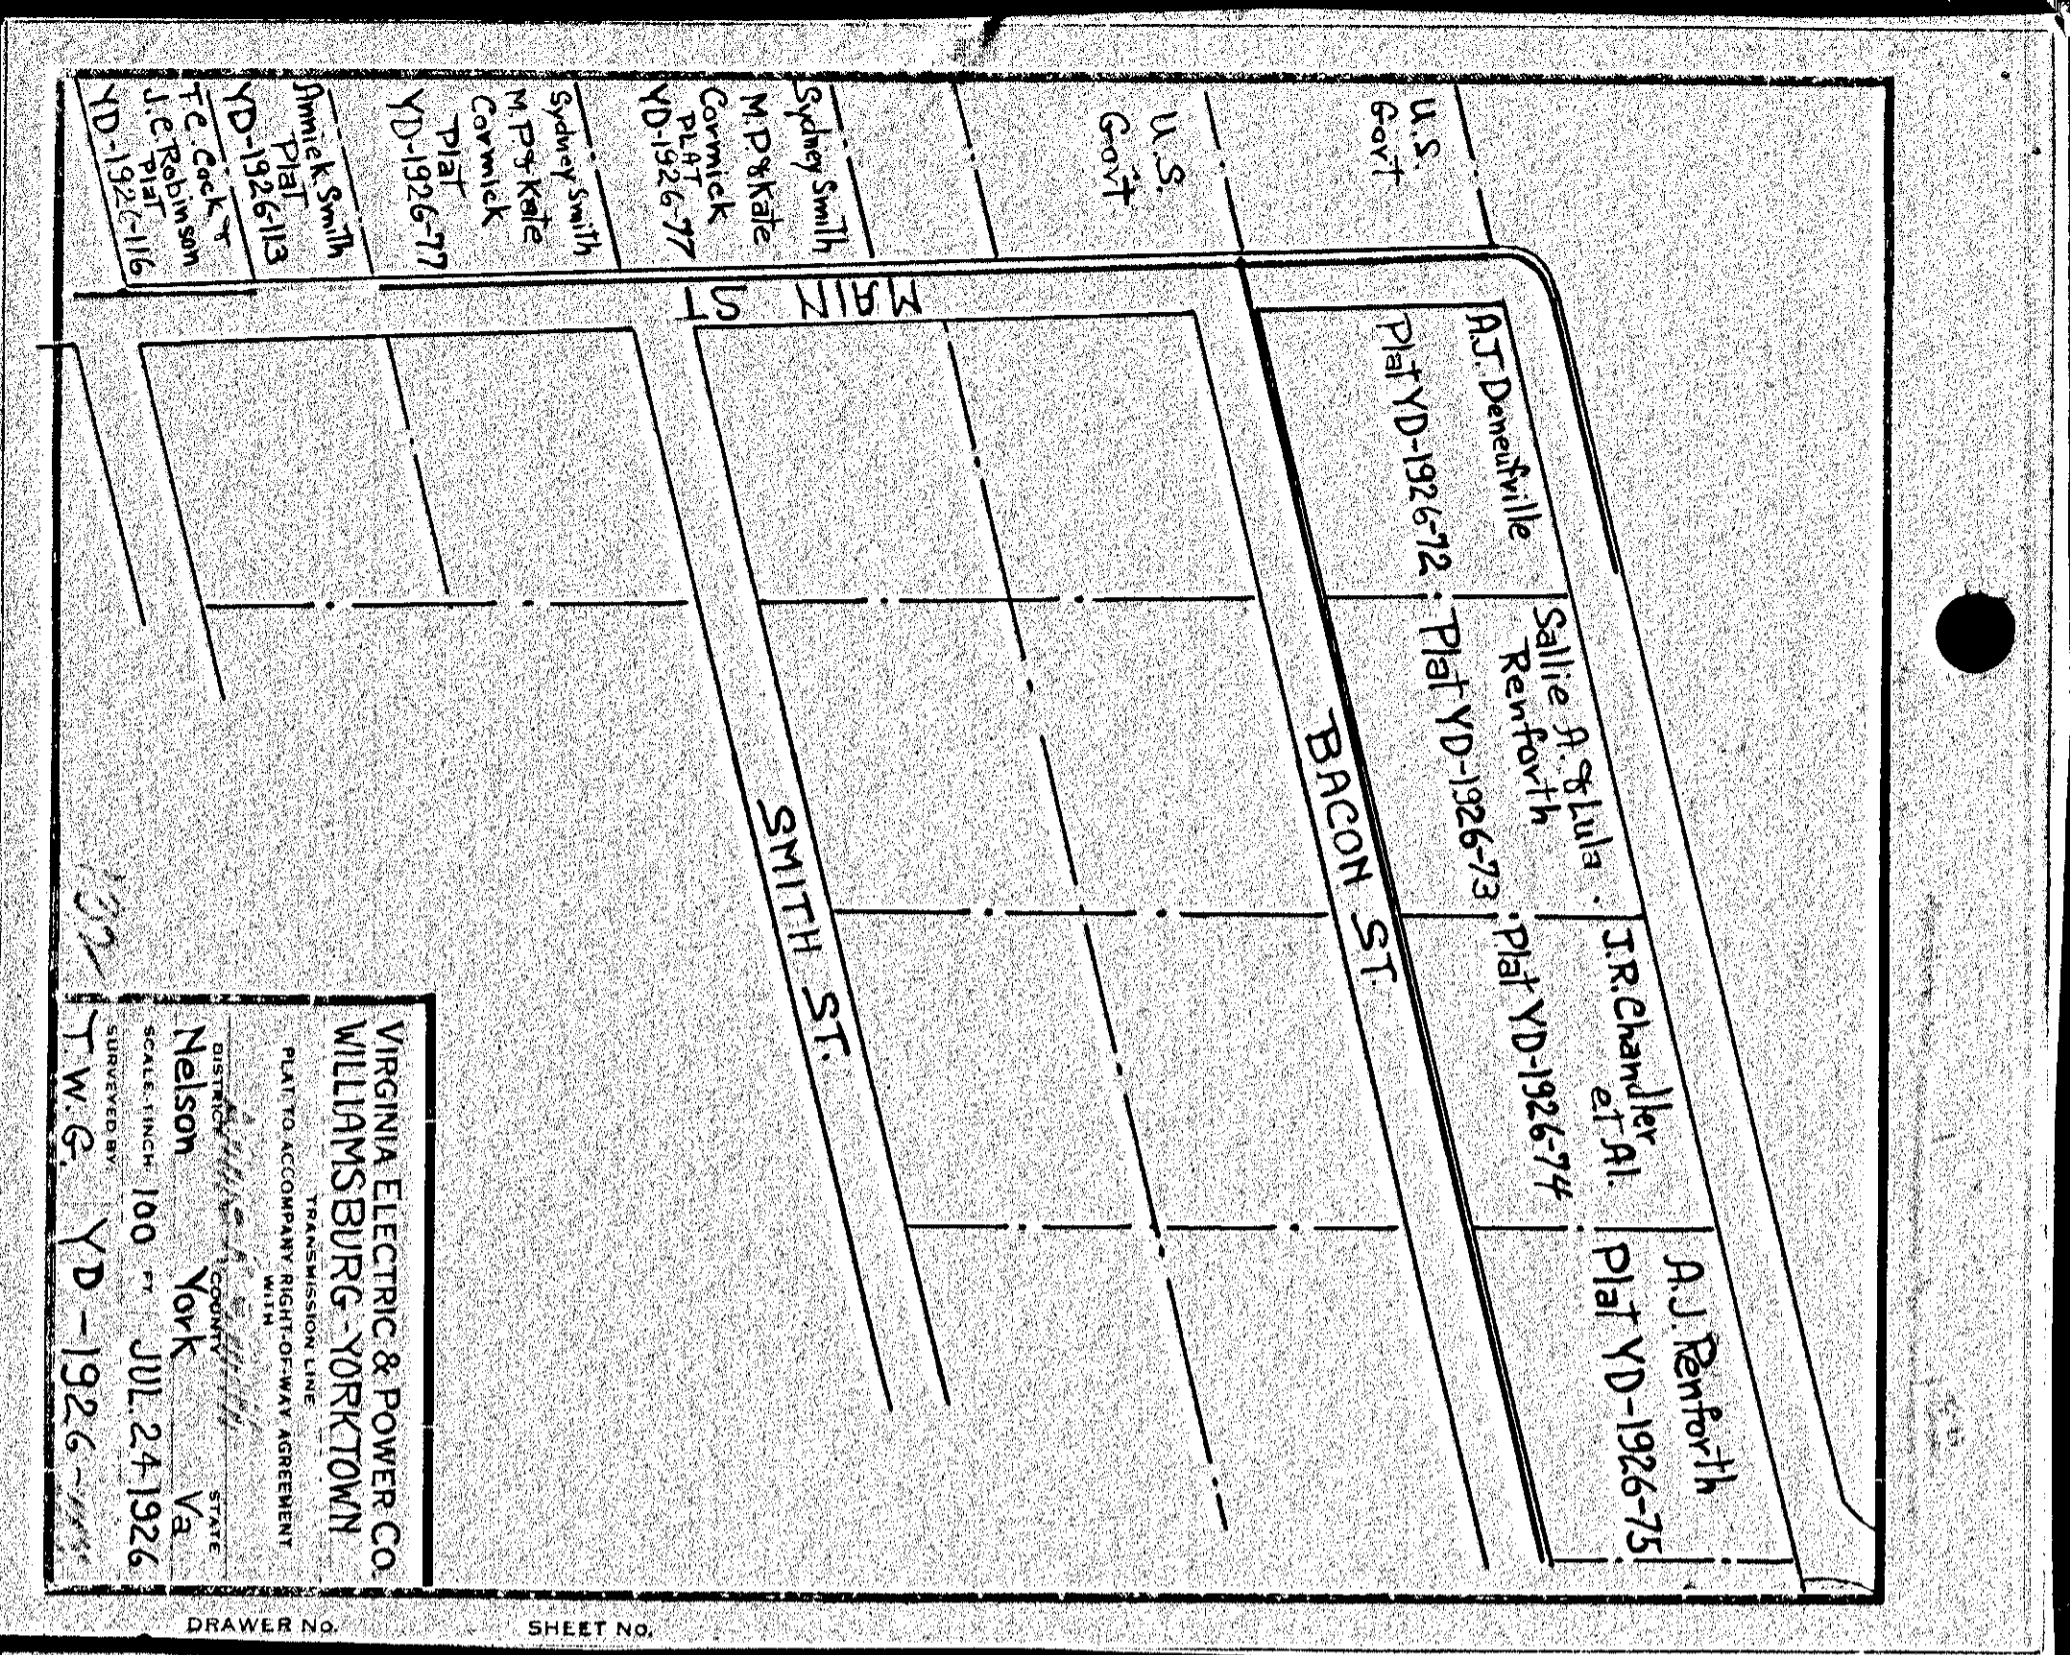 U.S.
Gov't
U.S.
Gov't
Sydney Smith
M.P & Kate
Cormick
PLAT
YD-1926-77
Sydney Smith
M.P & Kate
Cormick
Plat
YD-1926-77
Annie K Smith
Plat
YD-1926-113
T.C. Cock &
J.C Robinson
Plat
YD-1926-116
MAIN ST
A.J. Deneufville
Plat YD-1926-72
Sallie A. & Lula
Renforth
Plat YD-1926-73
J.R. Chandler
et Al.
Plat YD-1926-74
A.J. Renforth
Plat YD-1926-75
BACON ST.
SMITH ST.
VIRGINIA ELECTRIC & POWER CO.
WILLIAMSBURG-YORKTOWN
TRANSMISSION LINE
PLAT TO ACCOMPANY RIGHT-OF-WAY AGREEMENT
WITH
DISTRICT COUNTY STATE
Nelson York Va
SCALE-1 INCH 100 FT. JUL 24 1926
SURVEYED BY
T.W.G. YD-1926-
DRAWER NO.
SHEET NO.